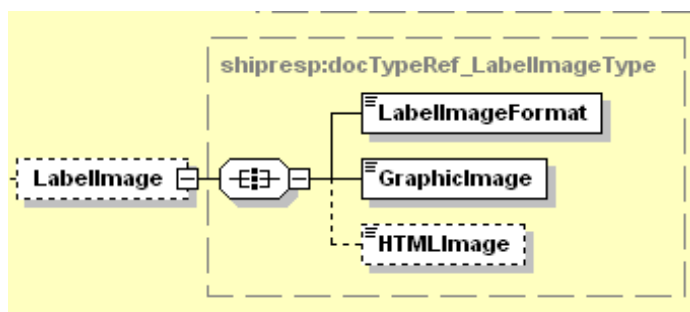 shipresp:docTypeRef_LabelImageType
LabelImageFormat
LabelImage
GraphicImage
HTMLImage